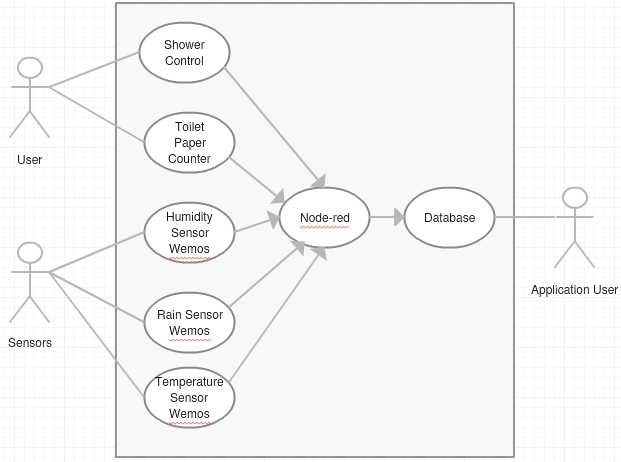 Shower
Control
User
Toilet
Paper
Counter
Humidity
Sensor
Wemos
Node-red
Database
Application User
Sensors
Rain Sensor
Wemos
Temperature
Sensor
Wemos